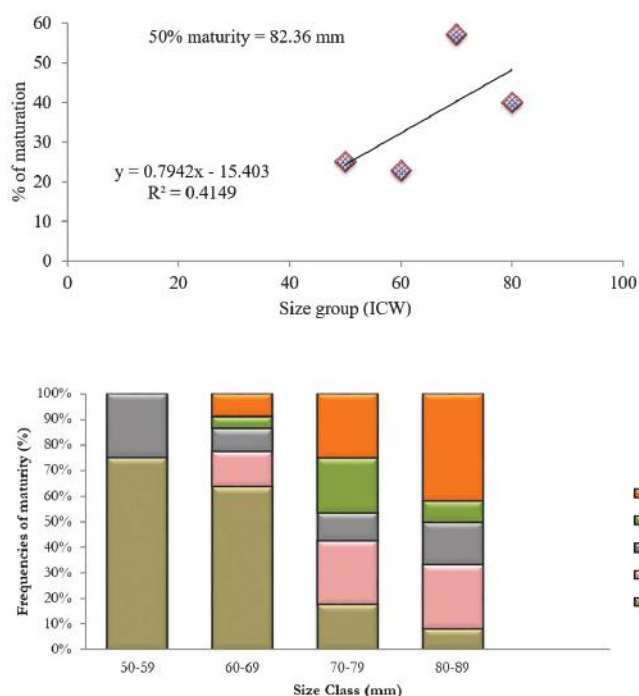 60
50% maturity = 82.36 mm
50
40
30
y = 0.7942x - 15.403
20
R² = 0.4149
10
0
% of maturation
0 20 40 60 80 100
Size group (ICW)
100%
90%
80%
70%
60%
50%
40%
30%
20%
10%
0%
Frequencies of maturity (%)
50-59 60-69 70-79 80-89
Size Class (mm)